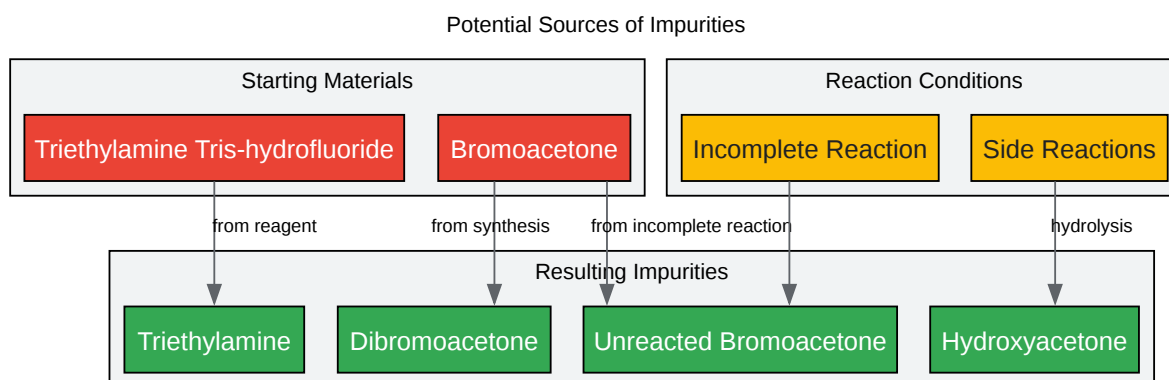 Potential Sources of Impurities
Starting Materials
Reaction Conditions
Triethylamine Tris-hydrofluoride
Bromoacetone
Incomplete Reaction
Side Reactions
from reagent
from synthesis
from incomplete reaction
hydrolysis
Resulting Impurities
Triethylamine
Dibromoacetone
Unreacted Bromoacetone
Hydroxyacetone